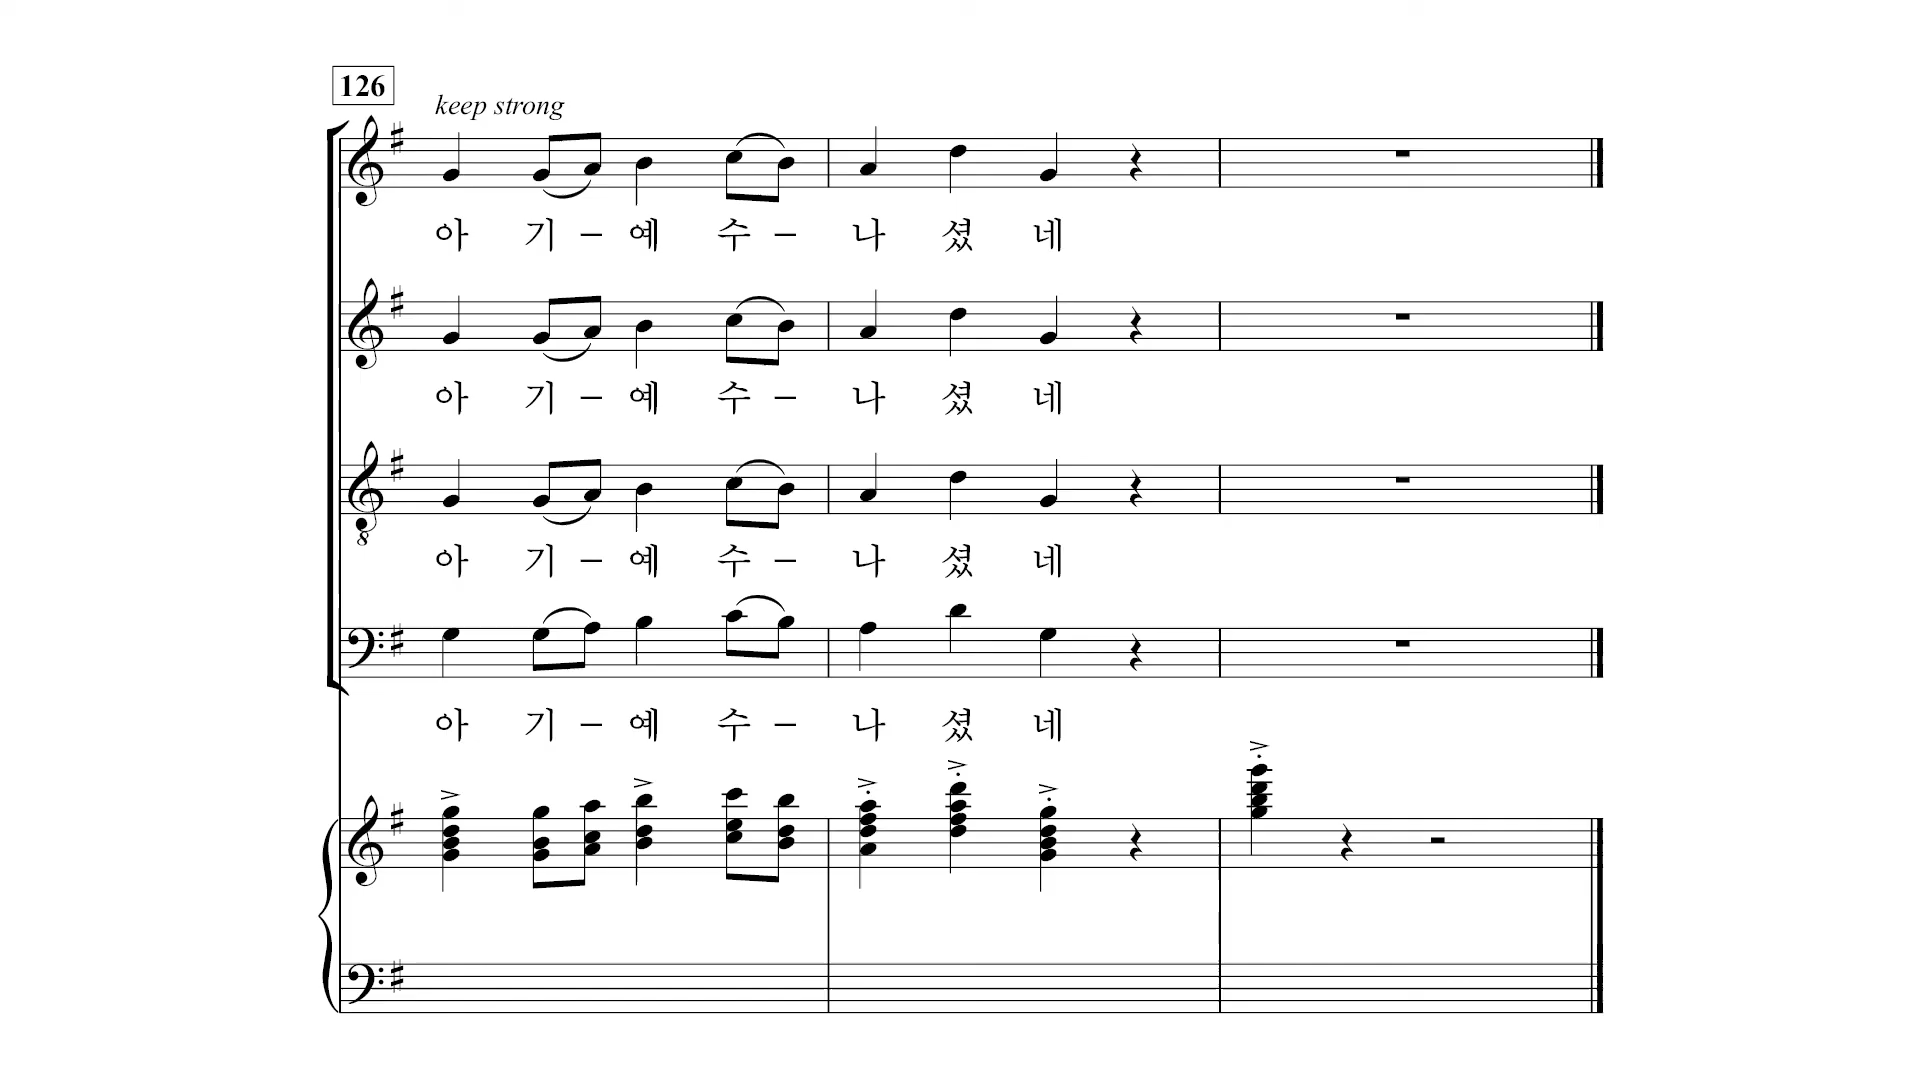 126
keep strong
아 기 – 예 수 – 나 셨 네
아 기 – 예 수 – 나 셨 네
8
아 기 – 예 수 – 나 셨 네
아 기 – 예 수 – 나 셨 네